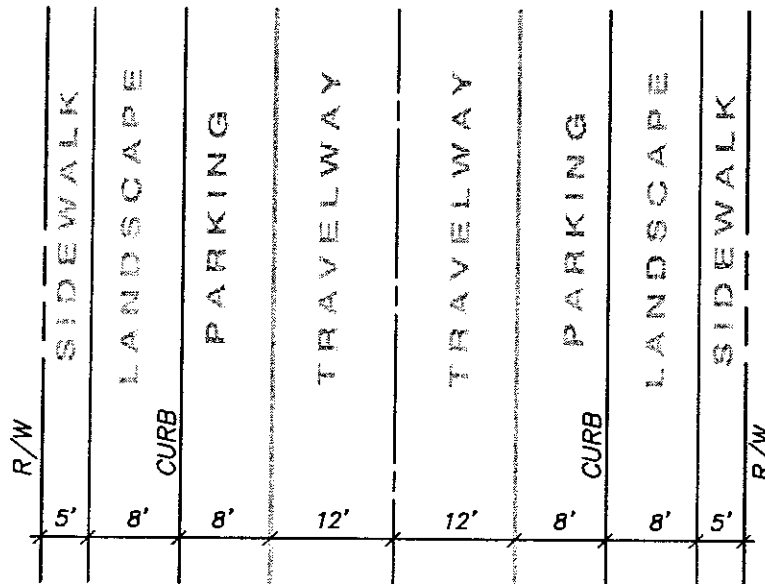 SIDEWALK
LANDSCAPE
PARKING
TRAVELWAY
TRAVELWAY
PARKING
LANDSCAPE
SIDEWALK
R/W
CURB
CURB
R/W
5' 8' 8' 12' 12' 8' 8' 5'